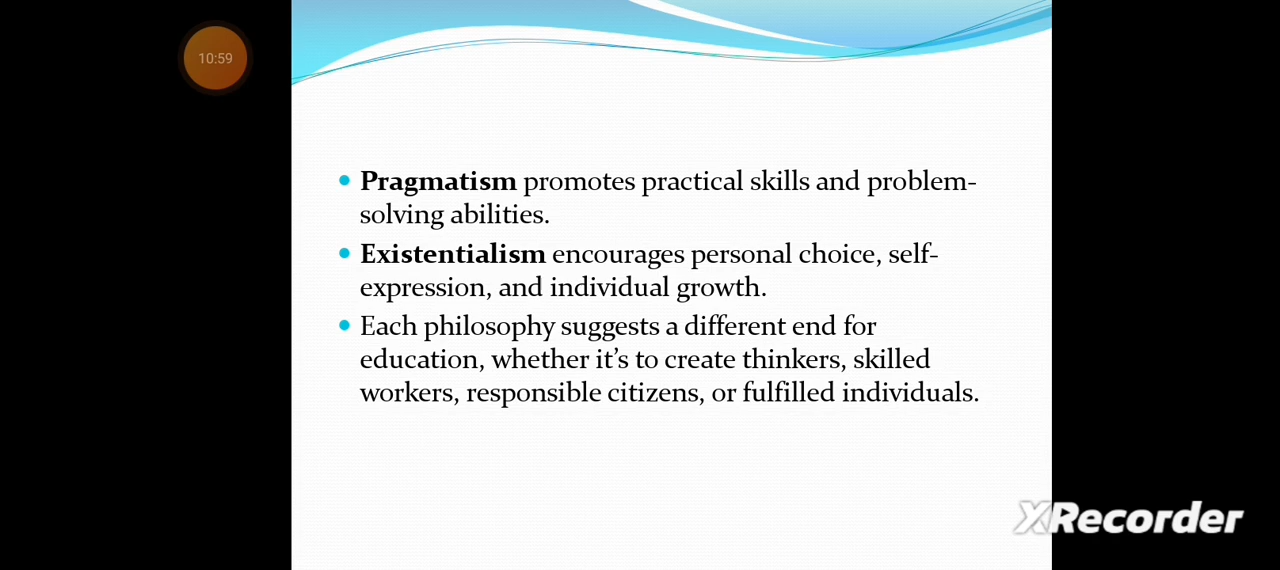 10:59
• Pragmatism promotes practical skills and problem-
solving abilities.
• Existentialism encourages personal choice, self-
expression, and individual growth.
• Each philosophy suggests a different end for
education, whether it’s to create thinkers, skilled
workers, responsible citizens, or fulfilled individuals.
XRecorder